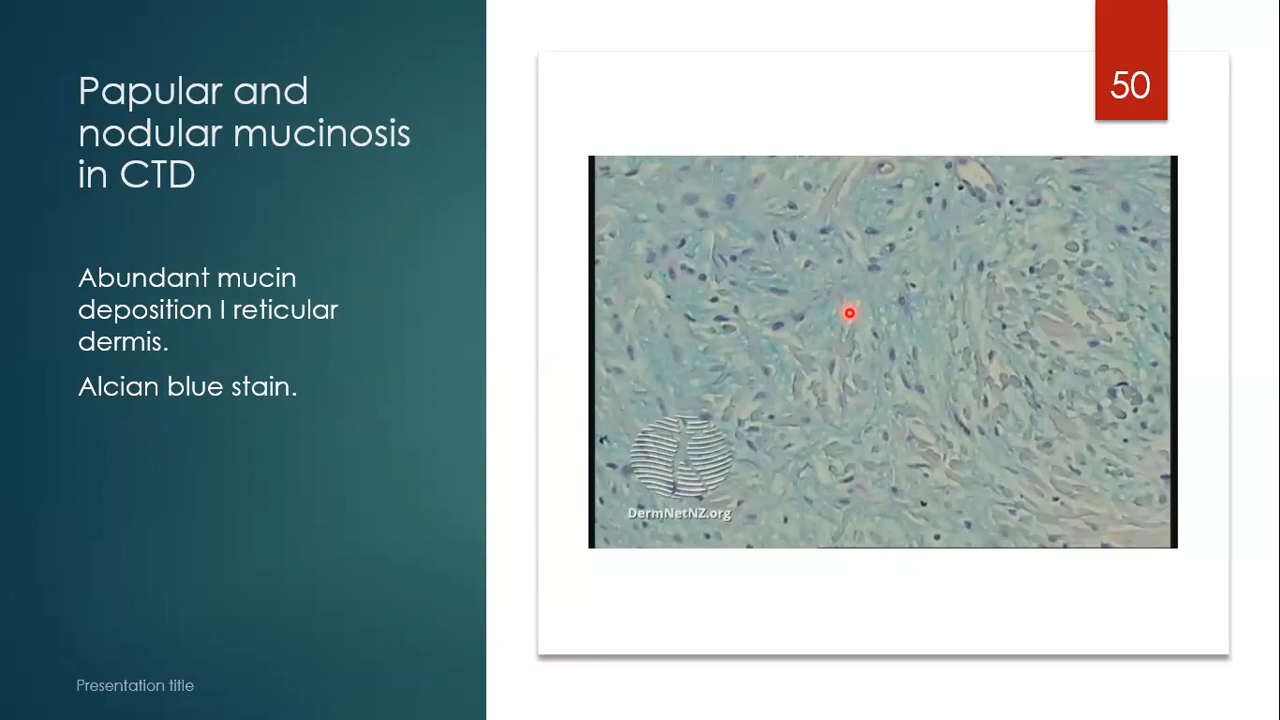 50
Papular and
nodular mucinosis
in CTD
Abundant mucin
deposition I reticular
dermis.
Alcian blue stain.
DermNetNZ.org
Presentation title